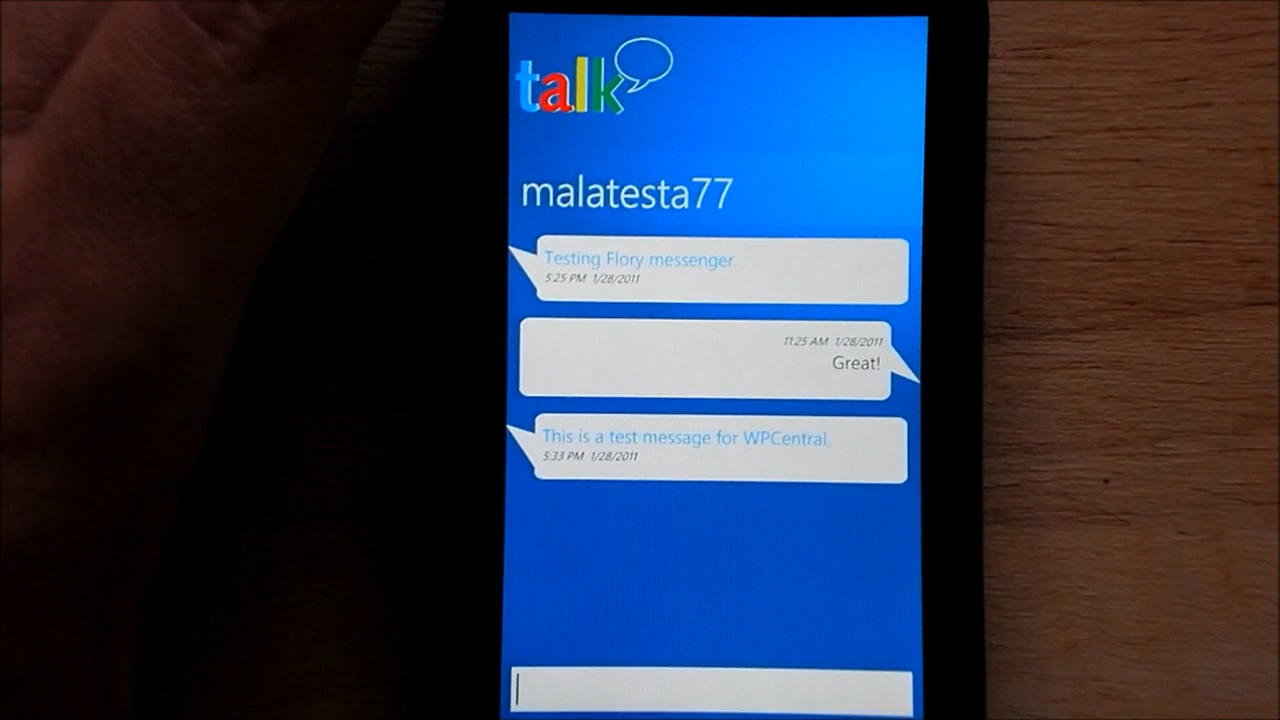 talk
malatesta77
Testing Flory messenger.
5:25 PM 1/28/2011
11:25 AM 1/28/2011
Great!
This is a test message for WPCentral
5:33 PM 1/28/2011